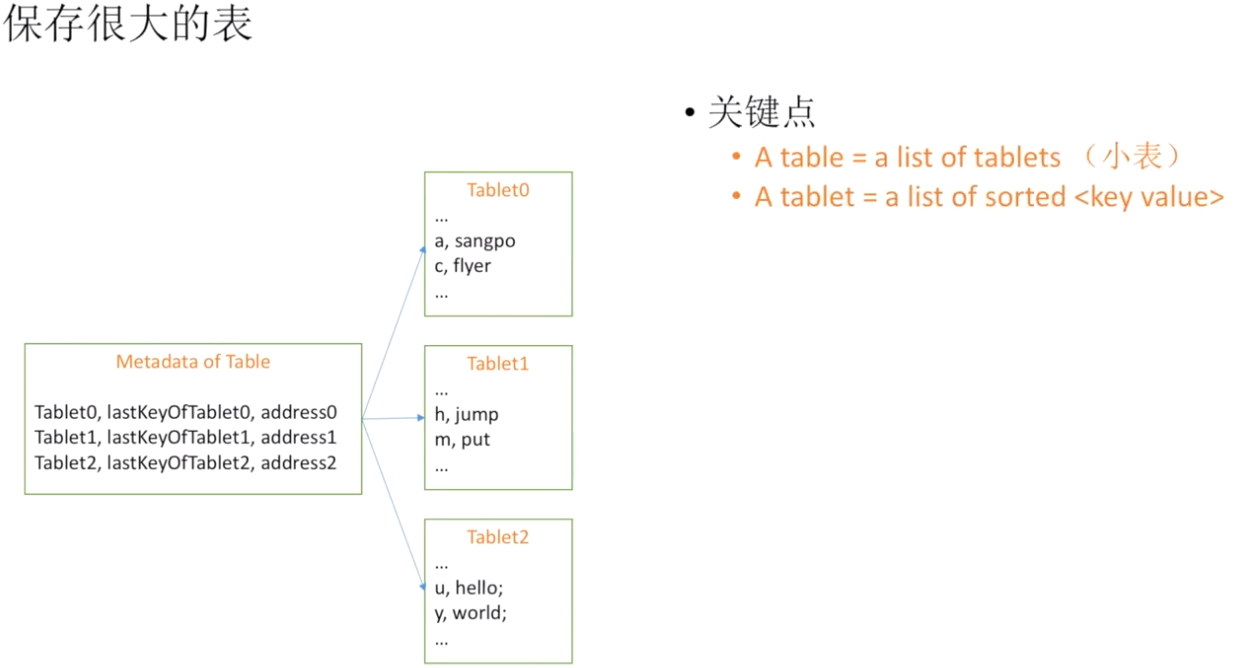 保存很大的表
• 关键点
• A table = a list of tablets （小表）
• A tablet = a list of sorted <key value>
Metadata of Table
Tablet0, lastKeyOfTablet0, address0
Tablet1, lastKeyOfTablet1, address1
Tablet2, lastKeyOfTablet2, address2
Tablet0
...
a, sangpo
c, flyer
...
Tablet1
...
h, jump
m, put
...
Tablet2
...
u, hello;
y, world;
...